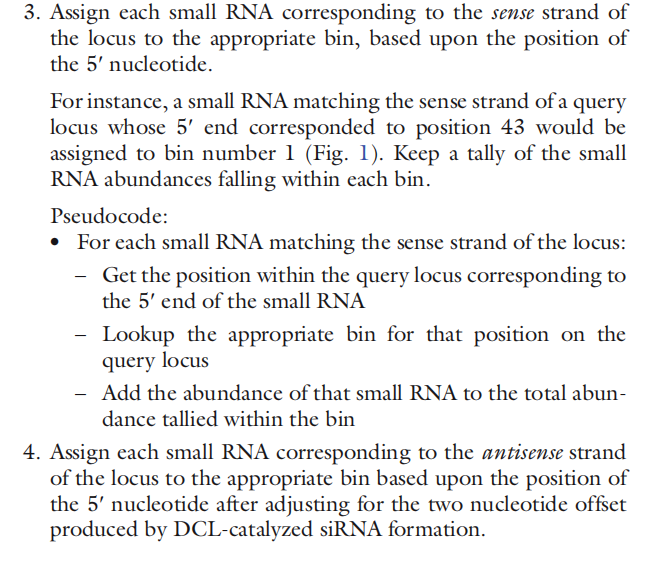 3. Assign each small RNA corresponding to the sense strand of
the locus to the appropriate bin, based upon the position of
the 5′ nucleotide.
For instance, a small RNA matching the sense strand of a query
locus whose 5′ end corresponded to position 43 would be
assigned to bin number 1 (Fig. 1). Keep a tally of the small
RNA abundances falling within each bin.
Pseudocode:
• For each small RNA matching the sense strand of the locus:
– Get the position within the query locus corresponding to
the 5′ end of the small RNA
– Lookup the appropriate bin for that position on the
query locus
– Add the abundance of that small RNA to the total abun-
dance tallied within the bin
4. Assign each small RNA corresponding to the antisense strand
of the locus to the appropriate bin based upon the position of
the 5′ nucleotide after adjusting for the two nucleotide offset
produced by DCL-catalyzed siRNA formation.